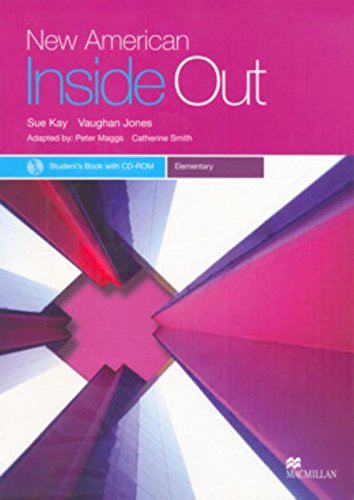 New American
Inside Out
Sue Kay Vaughan Jones
Adapted by: Peter Maggs Catherine Smith
Student's Book with CD-ROM Elementary
MACMILLAN